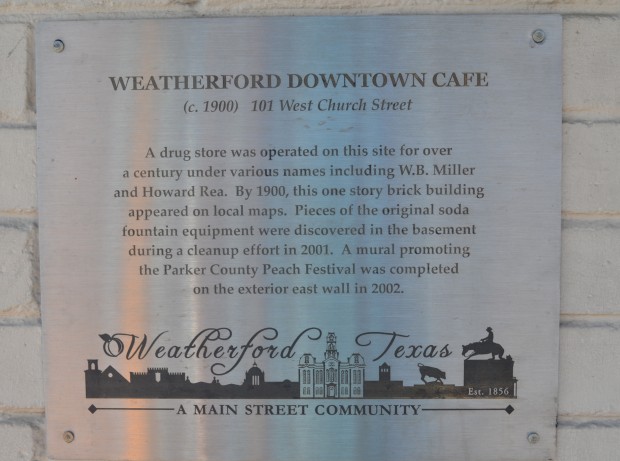 WEATHERFORD DOWNTOWN CAFE
(c. 1900) 101 West Church Street
A drug store was operated on this site for over
a century under various names including W.B. Miller
and Howard Rea. By 1900, this one story brick building
appeared on local maps. Pieces of the original soda
fountain equipment were discovered in the basement
during a cleanup effort in 2001. A mural promoting
the Parker County Peach Festival was completed
on the exterior east wall in 2002.
Weatherford Texas
Est. 1856
A MAIN STREET COMMUNITY